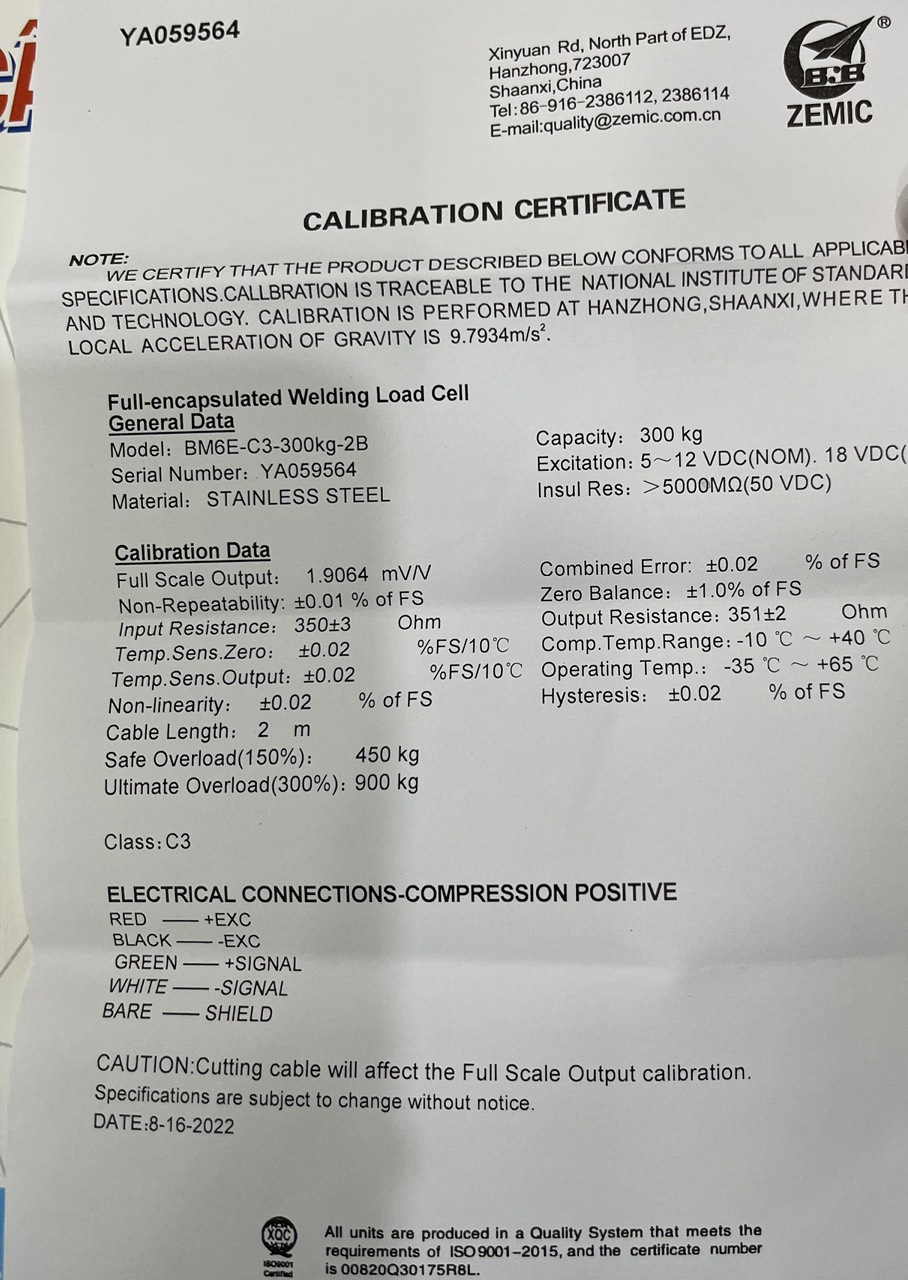 YA059564
Xinyuan Rd, North Part of EDZ,
Hanzhong,723007
Shaanxi,China
Tel:86-916-2386112, 2386114
E-mail:quality@zemic.com.cn
®
ZEMIC
CALIBRATION CERTIFICATE
NOTE:
WE CERTIFY THAT THE PRODUCT DESCRIBED BELOW CONFORMS TO ALL APPLICABL
SPECIFICATIONS.CALLBRATION IS TRACEABLE TO THE NATIONAL INSTITUTE OF STANDARD
AND TECHNOLOGY. CALIBRATION IS PERFORMED AT HANZHONG,SHAANXI,WHERE TH
LOCAL ACCELERATION OF GRAVITY IS 9.7934m/s².
Full-encapsulated Welding Load Cell
General Data
Model: BM6E-C3-300kg-2B
Serial Number: YA059564
Material: STAINLESS STEEL
Capacity: 300 kg
Excitation: 5~12 VDC(NOM). 18 VDC(
Insul Res: >5000MΩ(50 VDC)
Calibration Data
Full Scale Output: 1.9064 mV/V
Non-Repeatability: ±0.01 % of FS
Input Resistance: 350±3 Ohm
Temp.Sens.Zero: ±0.02 %FS/10℃
Temp.Sens.Output: ±0.02 %FS/10℃
Non-linearity: ±0.02 % of FS
Cable Length: 2 m
Safe Overload(150%): 450 kg
Ultimate Overload(300%): 900 kg
Combined Error: ±0.02 % of FS
Zero Balance: ±1.0% of FS
Output Resistance: 351±2 Ohm
Comp.Temp.Range: -10 ℃ ~ +40 ℃
Operating Temp.: -35 ℃ ~ +65 ℃
Hysteresis: ±0.02 % of FS
Class: C3
ELECTRICAL CONNECTIONS-COMPRESSION POSITIVE
RED —— +EXC
BLACK —— -EXC
GREEN —— +SIGNAL
WHITE —— -SIGNAL
BARE —— SHIELD
CAUTION:Cutting cable will affect the Full Scale Output calibration.
Specifications are subject to change without notice.
DATE:8-16-2022
XQC
ISO9001
Certified
All units are produced in a Quality System that meets the
requirements of ISO9001-2015, and the certificate number
is 00820Q30175R8L.